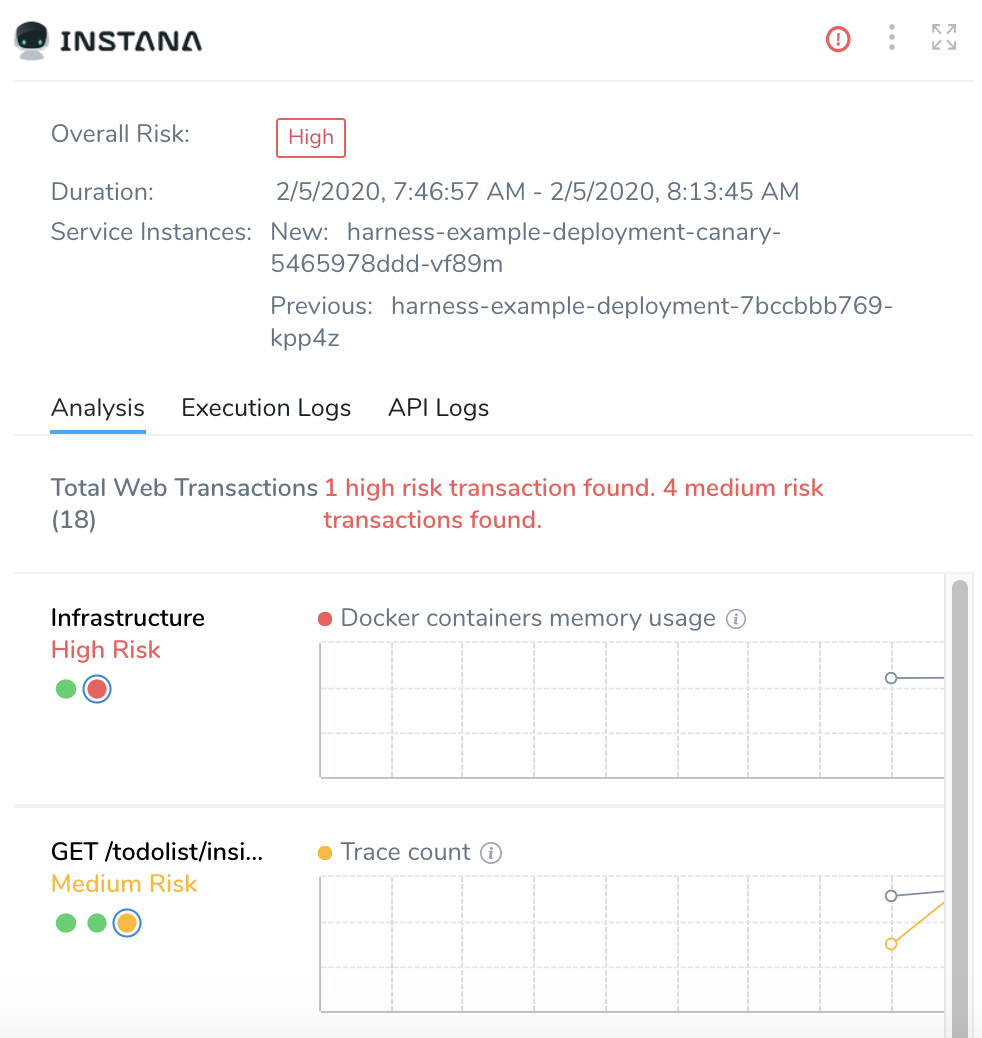 INSTANA
Overall Risk: High
Duration: 2/5/2020, 7:46:57 AM - 2/5/2020, 8:13:45 AM
Service Instances: New: harness-example-deployment-canary-
5465978ddd-vf89m
Previous: harness-example-deployment-7bccbbb769-
kpp4z
Analysis Execution Logs API Logs
Total Web Transactions 1 high risk transaction found. 4 medium risk
(18) transactions found.
Infrastructure Docker containers memory usage
High Risk
GET /todolist/insi... Trace count
Medium Risk